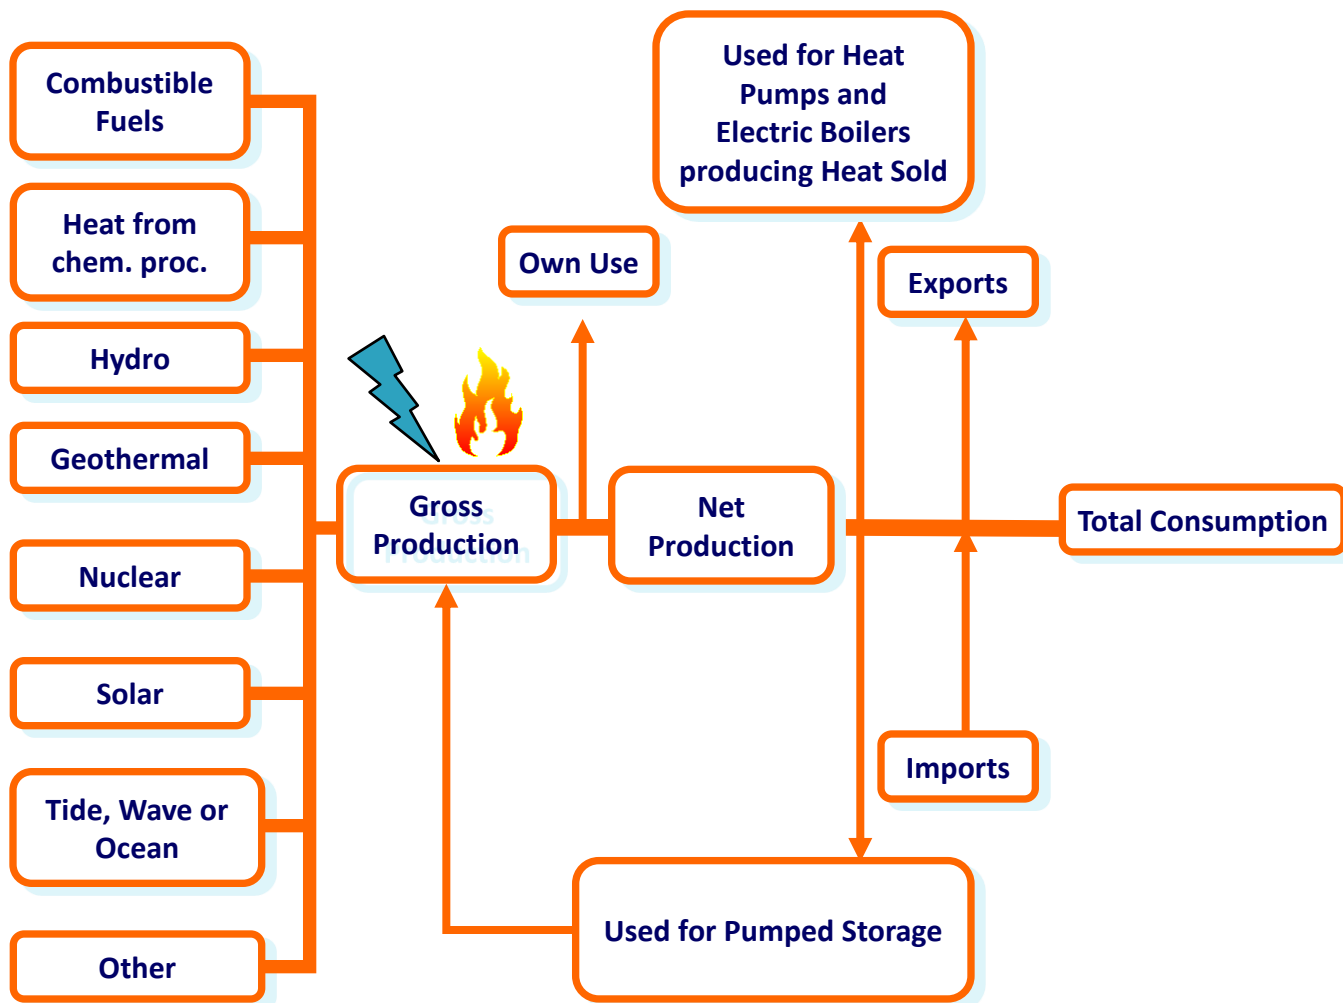 Combustible
Fuels
Heat from
chem. proc.
Hydro
Geothermal
Nuclear
Solar
Tide, Wave or
Ocean
Other
Gross
Production
Own Use
Net
Production
Used for Heat
Pumps and
Electric Boilers
producing Heat Sold
Exports
Imports
Used for Pumped Storage
Total Consumption